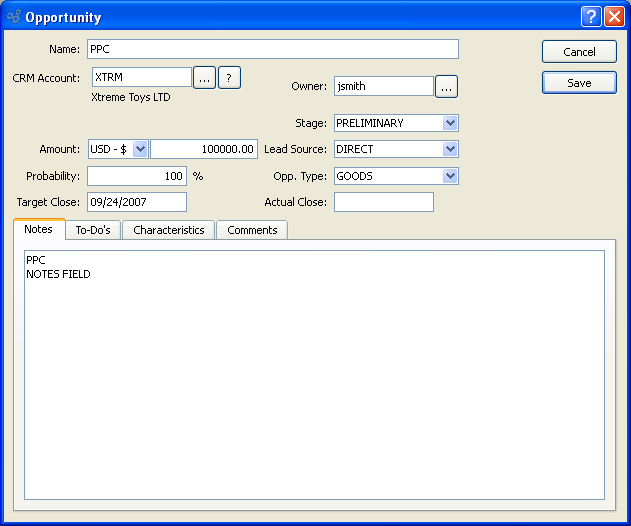 Opportunity
Name: PPC
Cancel
CRM Account: XTRM ... ?
Owner: jsmith ...
Save
Xtreme Toys LTD
Stage: PRELIMINARY
Amount: USD - $ 100000.00 Lead Source: DIRECT
Probability: 100 % Opp. Type: GOODS
Target Close: 09/24/2007 Actual Close:
Notes To-Do's Characteristics Comments
PPC
NOTES FIELD